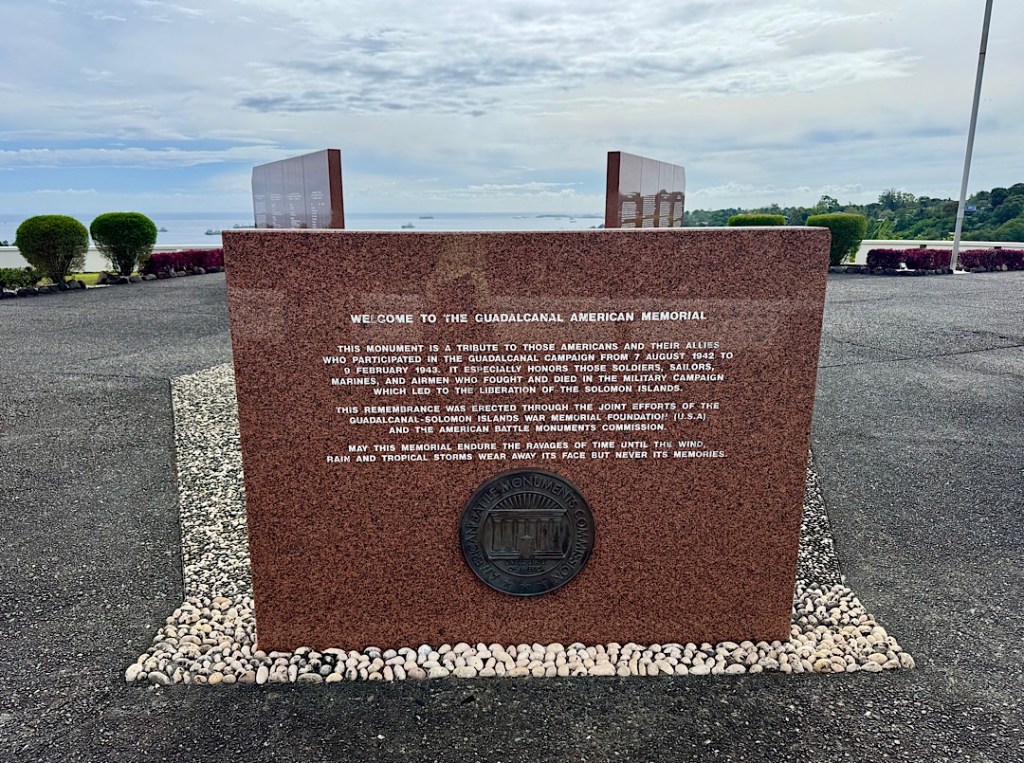 WELCOME TO THE GUADALCANAL AMERICAN MEMORIAL
THIS MONUMENT IS A TRIBUTE TO THOSE AMERICANS AND THEIR ALLIES
WHO PARTICIPATED IN THE GUADALCANAL CAMPAIGN FROM 7 AUGUST 1942 TO
9 FEBRUARY 1943. IT ESPECIALLY HONORS THOSE SOLDIERS, SAILORS,
MARINES, AND AIRMEN WHO FOUGHT AND DIED IN THE MILITARY CAMPAIGN
WHICH LED TO THE LIBERATION OF THE SOLOMON ISLANDS.
THIS REMEMBRANCE WAS ERECTED THROUGH THE JOINT EFFORTS OF THE
GUADALCANAL-SOLOMON ISLANDS WAR MEMORIAL FOUNDATION (U.S.A)
AND THE AMERICAN BATTLE MONUMENTS COMMISSION.
MAY THIS MEMORIAL ENDURE THE RAVAGES OF TIME UNTIL THE WIND,
RAIN AND TROPICAL STORMS WEAR AWAY ITS FACE BUT NEVER ITS MEMORIES.
AMERICAN BATTLE MONUMENTS COMMISSION